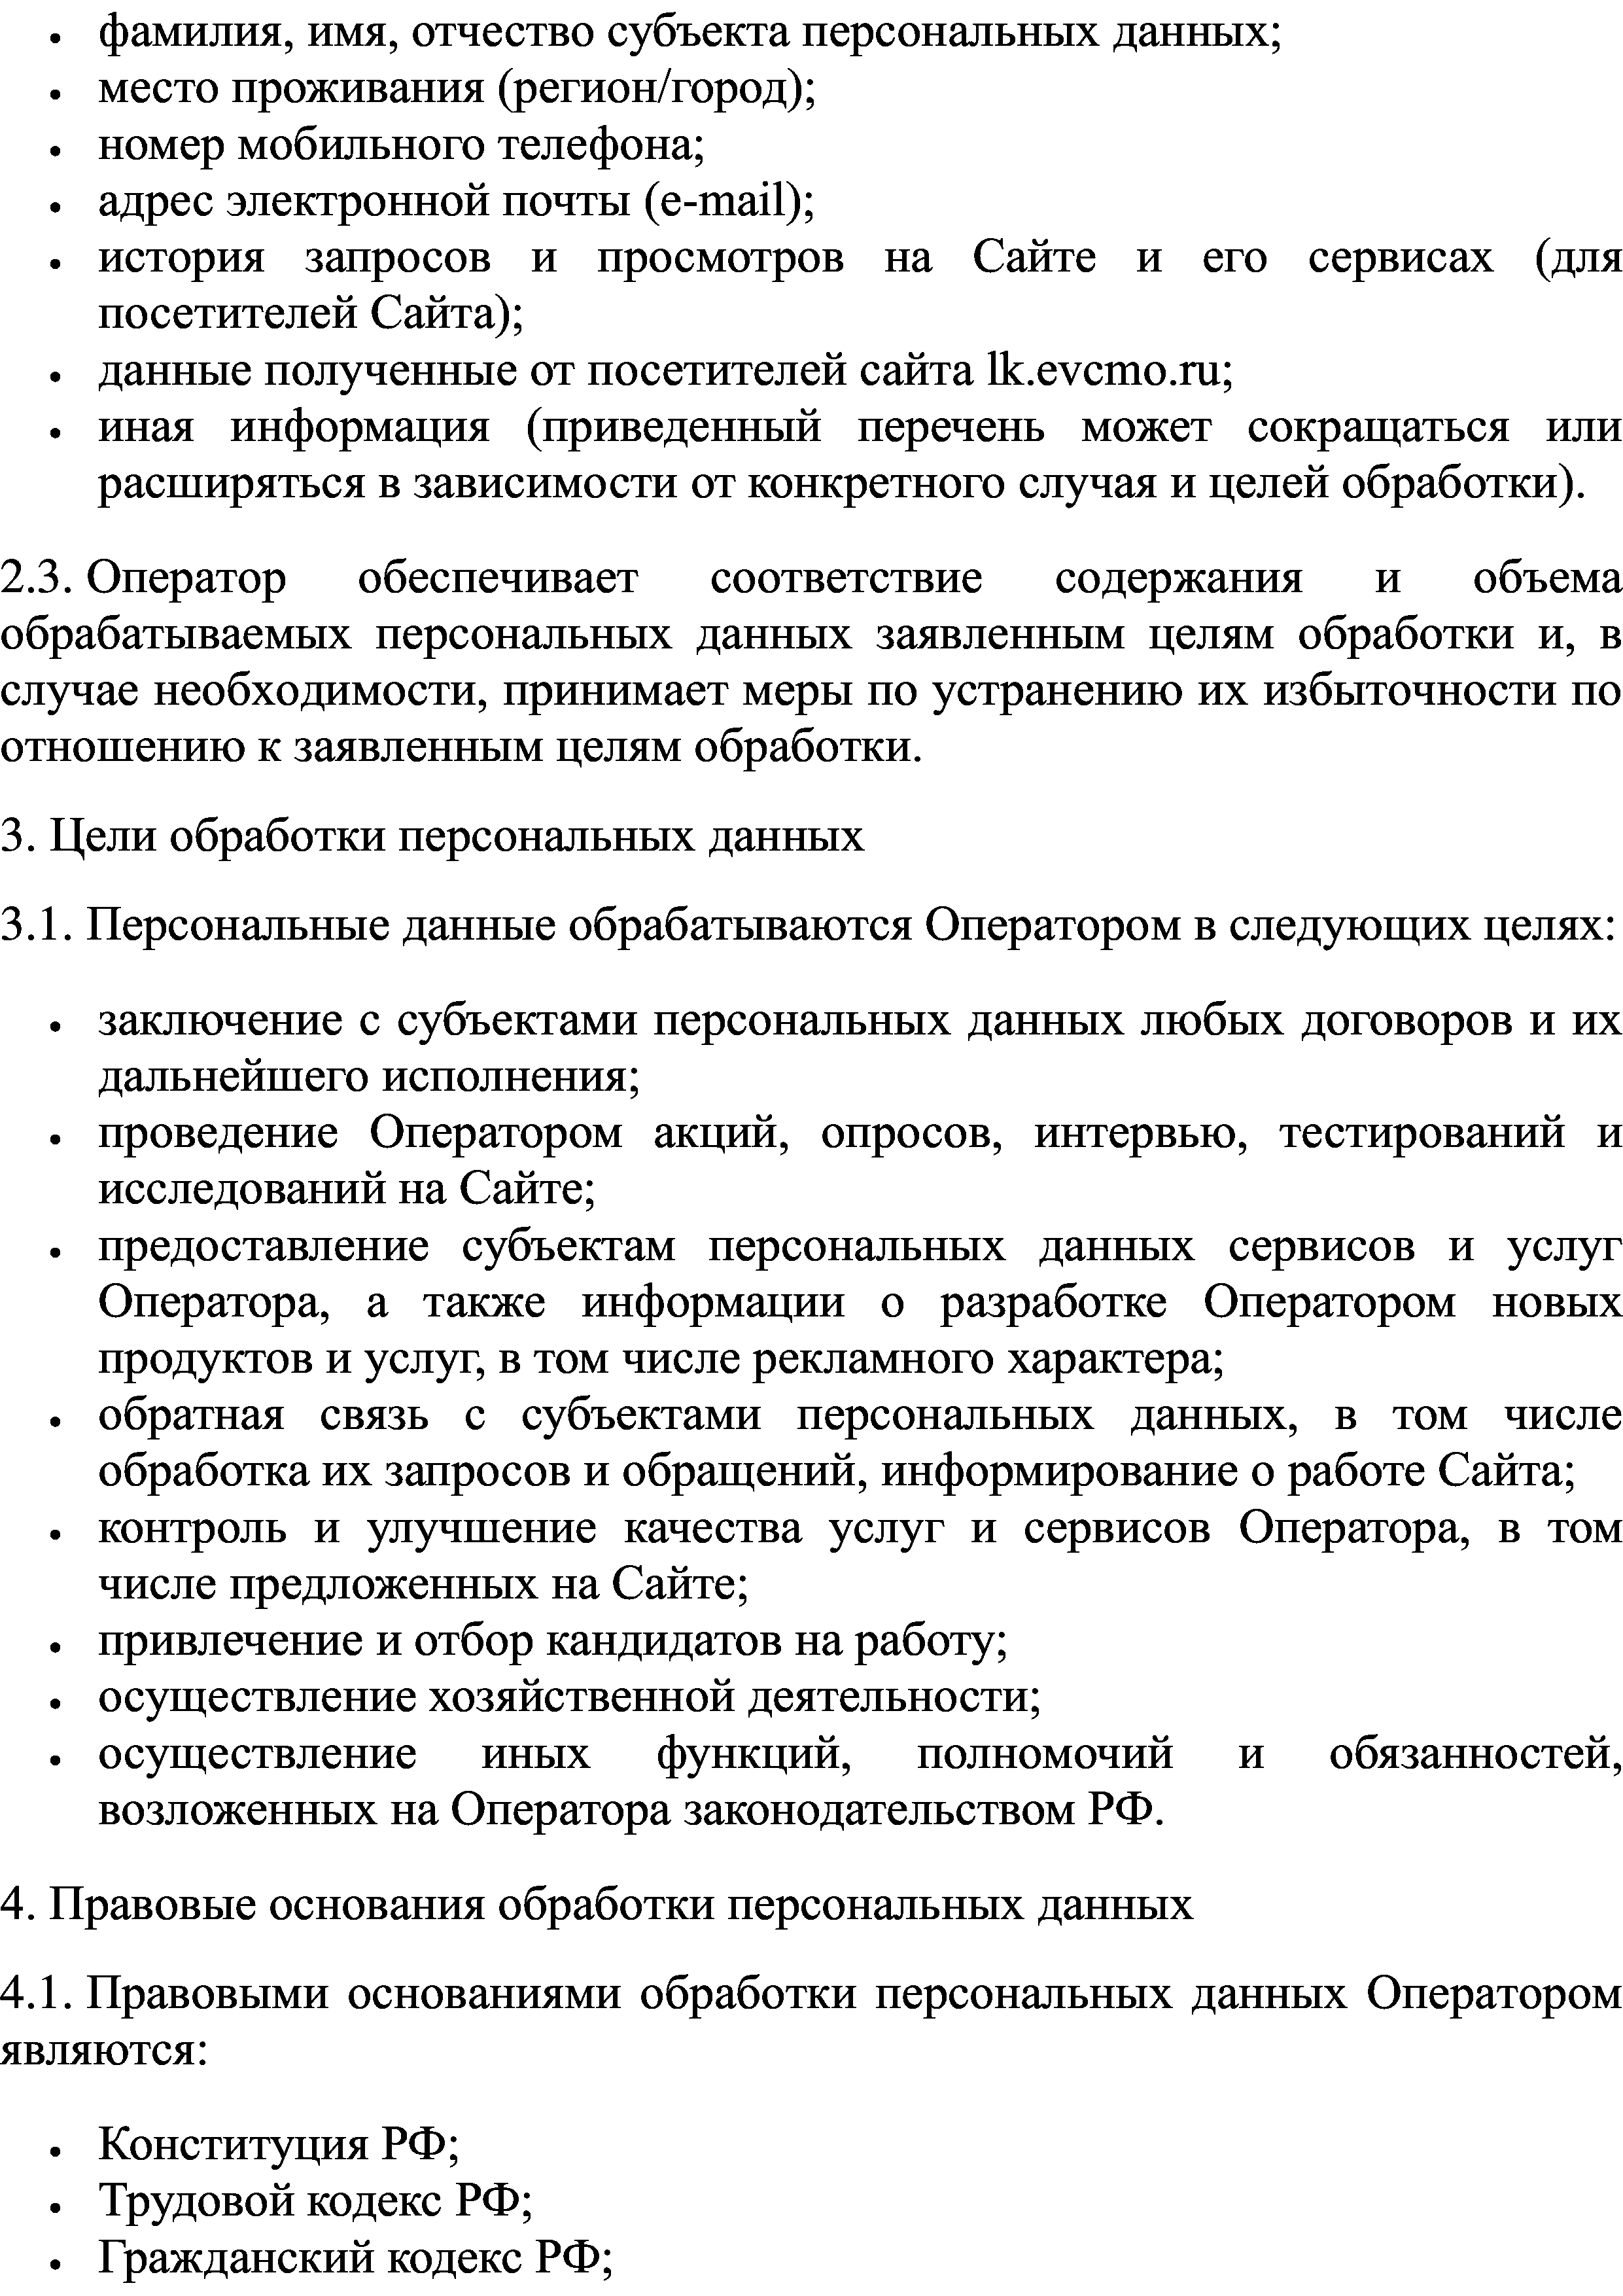 • фамилия, имя, отчество субъекта персональных данных;
• место проживания (регион/город);
• номер мобильного телефона;
• адрес электронной почты (e-mail);
• история запросов и просмотров на Сайте и его сервисах (для
посетителей Сайта);
• данные полученные от посетителей сайта lk.evcmo.ru;
• иная информация (приведенный перечень может сокращаться или
расширяться в зависимости от конкретного случая и целей обработки).
2.3. Оператор обеспечивает соответствие содержания и объема
обрабатываемых персональных данных заявленным целям обработки и, в
случае необходимости, принимает меры по устранению их избыточности по
отношению к заявленным целям обработки.
3. Цели обработки персональных данных
3.1. Персональные данные обрабатываются Оператором в следующих целях:
• заключение с субъектами персональных данных любых договоров и их
дальнейшего исполнения;
• проведение Оператором акций, опросов, интервью, тестирований и
исследований на Сайте;
• предоставление субъектам персональных данных сервисов и услуг
Оператора, а также информации о разработке Оператором новых
продуктов и услуг, в том числе рекламного характера;
• обратная связь с субъектами персональных данных, в том числе
обработка их запросов и обращений, информирование о работе Сайта;
• контроль и улучшение качества услуг и сервисов Оператора, в том
числе предложенных на Сайте;
• привлечение и отбор кандидатов на работу;
• осуществление хозяйственной деятельности;
• осуществление иных функций, полномочий и обязанностей,
возложенных на Оператора законодательством РФ.
4. Правовые основания обработки персональных данных
4.1. Правовыми основаниями обработки персональных данных Оператором
являются:
• Конституция РФ;
• Трудовой кодекс РФ;
• Гражданский кодекс РФ;